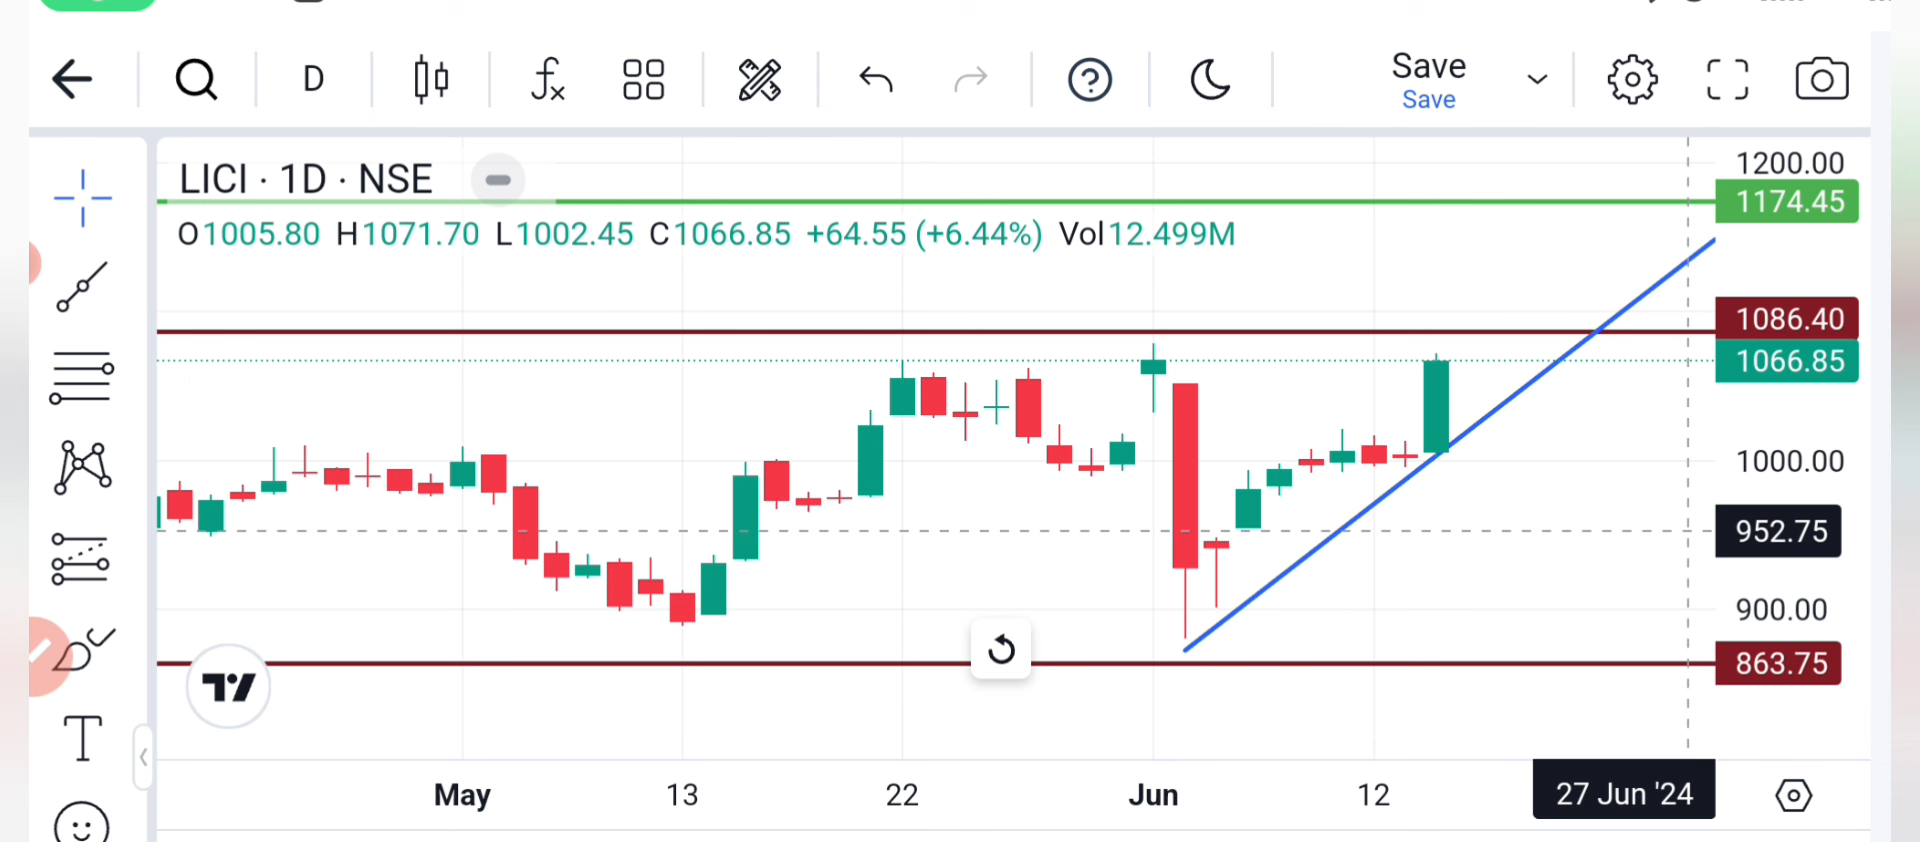 D
Save
Save
LICI · 1D · NSE
O1005.80 H1071.70 L1002.45 C1066.85 +64.55 (+6.44%) Vol12.499M
1200.00
1174.45
1086.40
1066.85
1000.00
952.75
900.00
863.75
May 13 22 Jun 12 27 Jun '24